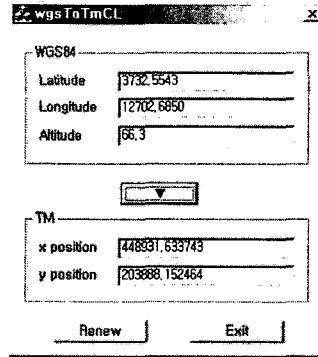 wgsToTmCL x
WGS84
Latitude 3732,5543
Longitude 12702,6850
Altitude 66,3
▼
TM
x position 448931,633743
y position 203888,152464
Renew Exit